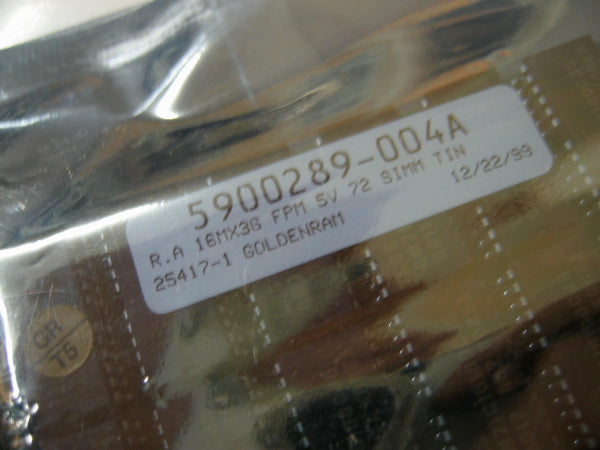 5900289-004A
R.A 16MX36 FPM 5V 72 SIMM TIN
25417-1 GOLDENRAM 12/22/99
GR
T5